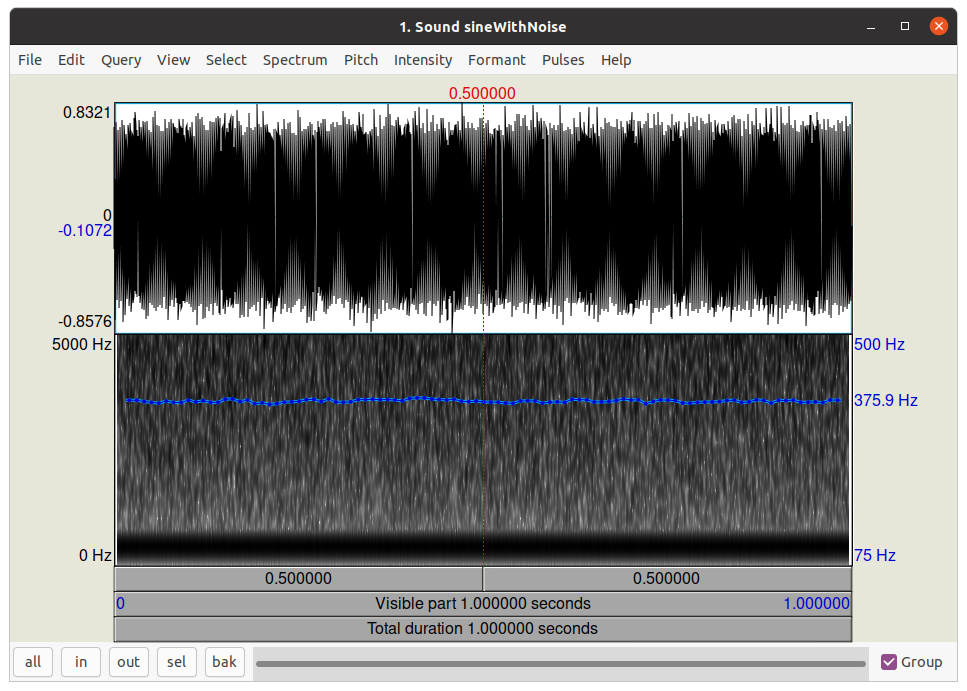 1. Sound sineWithNoise
File Edit Query View Select Spectrum Pitch Intensity Formant Pulses Help
0.500000
0.8321
0
-0.1072
-0.8576
5000 Hz 500 Hz
375.9 Hz
0 Hz 75 Hz
0.500000 0.500000
0 Visible part 1.000000 seconds 1.000000
Total duration 1.000000 seconds
all in out sel bak Group